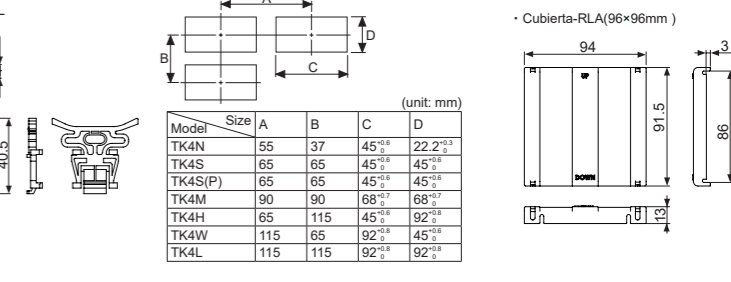 A
B
C
D
40.5
(unit: mm)
Model Size A B C D
TK4N 55 37 45 +0.6 0 22.2 +0.3 0
TK4S 65 65 45 +0.6 0 45 +0.6 0
TK4S(P) 65 65 45 +0.6 0 45 +0.6 0
TK4M 90 90 68 +0.7 0 68 +0.7 0
TK4H 65 115 45 +0.6 0 92 +0.8 0
TK4W 115 65 92 +0.8 0 45 +0.6 0
TK4L 115 115 92 +0.8 0 92 +0.8 0
· Cubierta-RLA(96×96mm )
94
3
UP
91.5
86
DOWN
13